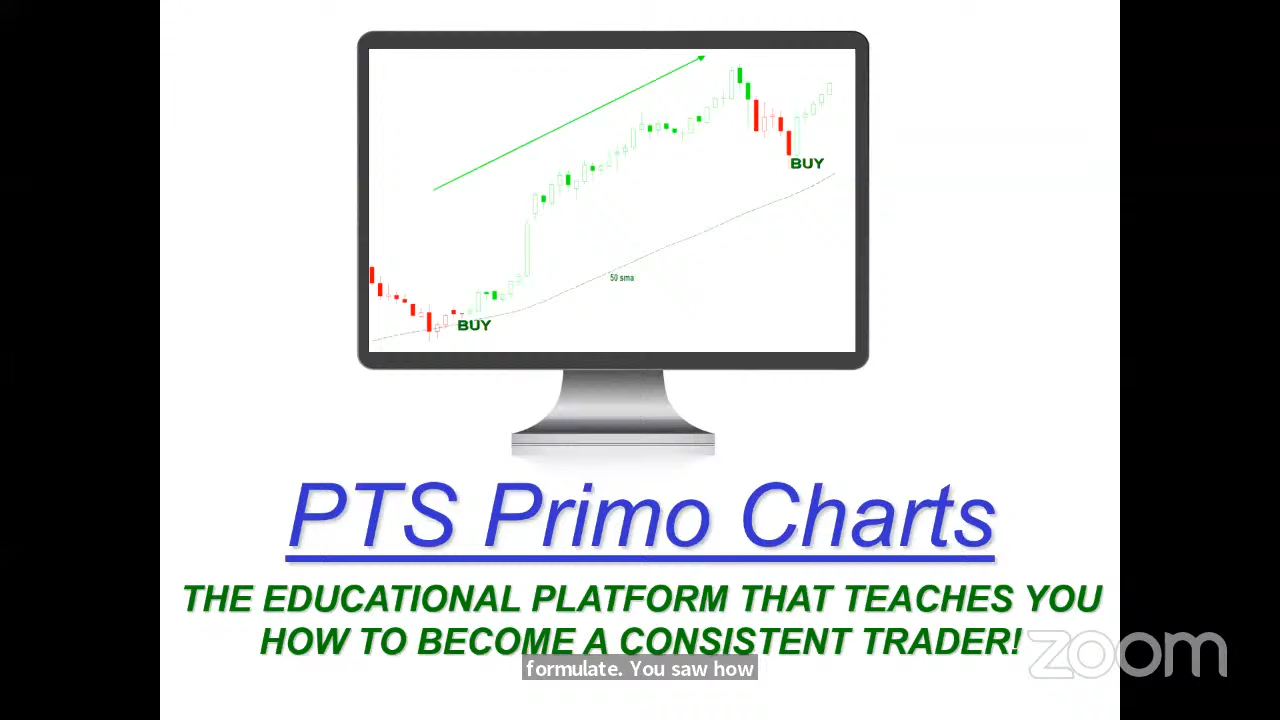 BUY
50 sma
BUY
PTS Primo Charts
THE EDUCATIONAL PLATFORM THAT TEACHES YOU
HOW TO BECOME A CONSISTENT TRADER!
zoom
formulate. You saw how